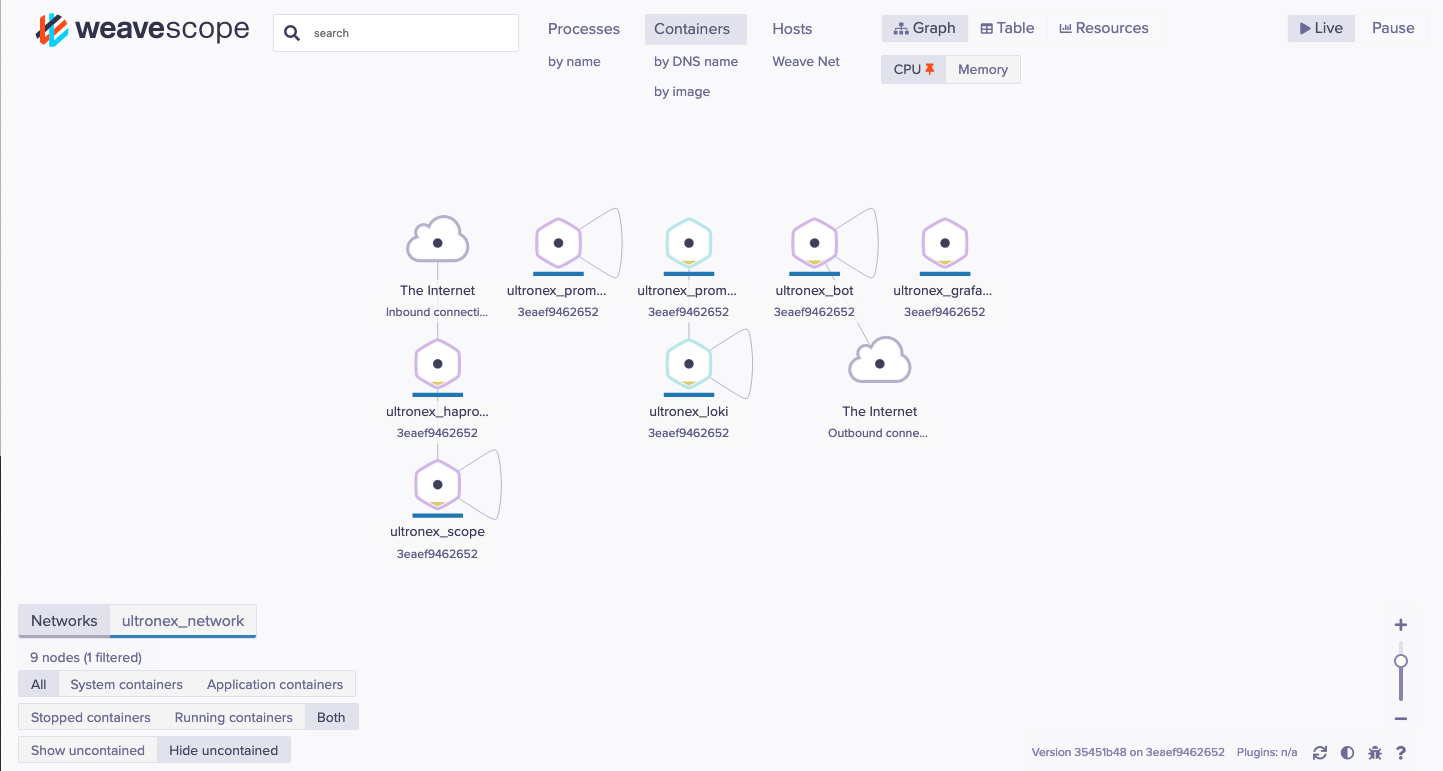 weavescope
search
Processes
by name
Containers
by DNS name
by image
Hosts
Weave Net
Graph
Table
Resources
CPU
Memory
Live
Pause
The Internet
Inbound connecti...
ultronex_prom...
3eaef9462652
ultronex_prom...
3eaef9462652
ultronex_bot
3eaef9462652
ultronex_grafa...
3eaef9462652
ultronex_hapro...
3eaef9462652
ultronex_loki
3eaef9462652
The Internet
Outbound conne...
ultronex_scope
3eaef9462652
Networks
ultronex_network
9 nodes (1 filtered)
All
System containers
Application containers
Stopped containers
Running containers
Both
Show uncontained
Hide uncontained
Version 35451b48 on 3eaef9462652
Plugins: n/a
?